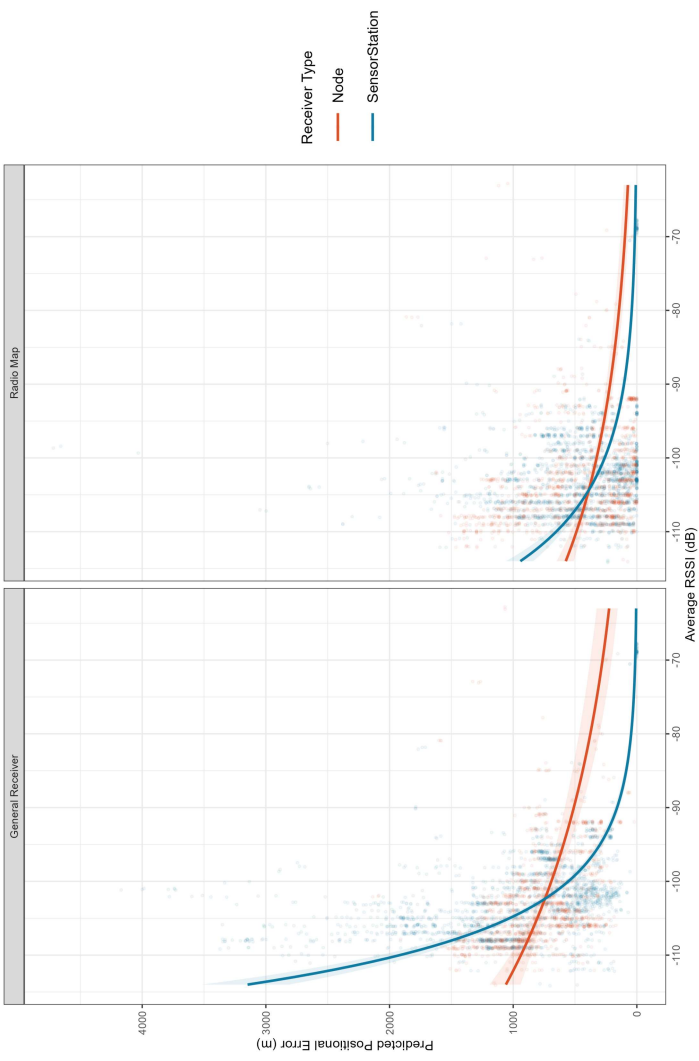 General Receiver
Radio Map
4000
3000
2000
1000
0
Predicted Positional Error (m)
-110
-100
-90
-80
-70
-110
-100
-90
-80
-70
Average RSSI (dB)
Receiver Type
Node
SensorStation